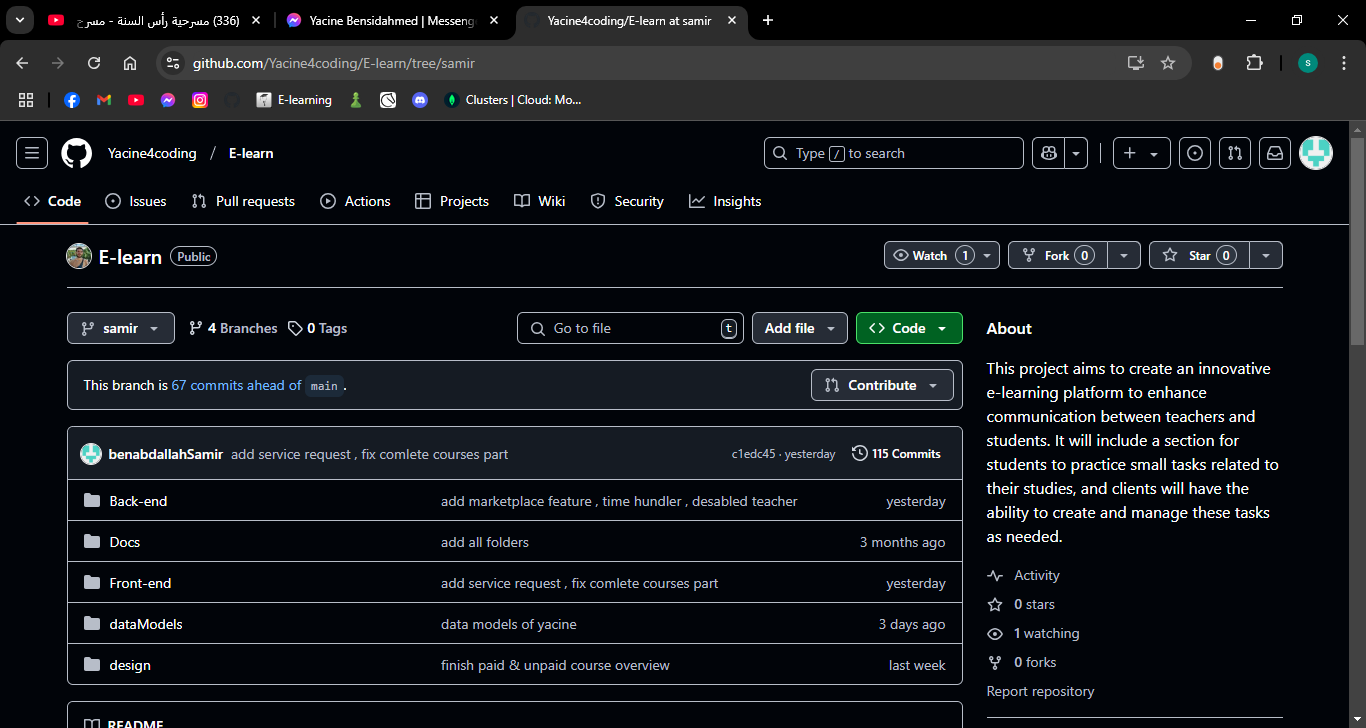 (336) مسرحية رأس السنة - مسرح
Yacine Bensidahmed | Messeng
Yacine4coding/E-learn at samir
github.com/Yacine4coding/E-learn/tree/samir
S
E-learning
Clusters | Cloud: Mo...
Yacine4coding / E-learn
Type / to search
Code
Issues
Pull requests
Actions
Projects
Wiki
Security
Insights
E-learn Public
Watch 1
Fork 0
Star 0
samir
4 Branches
0 Tags
Go to file t
Add file
Code
This branch is 67 commits ahead of main .
Contribute
benabdallahSamir add service request , fix comlete courses part c1edc45 · yesterday 115 Commits
Back-end add marketplace feature , time hundler , desabled teacher yesterday
Docs add all folders 3 months ago
Front-end add service request , fix comlete courses part yesterday
dataModels data models of yacine 3 days ago
design finish paid & unpaid course overview last week
README
About
This project aims to create an innovative
e-learning platform to enhance
communication between teachers and
students. It will include a section for
students to practice small tasks related to
their studies, and clients will have the
ability to create and manage these tasks
as needed.
Activity
0 stars
1 watching
0 forks
Report repository